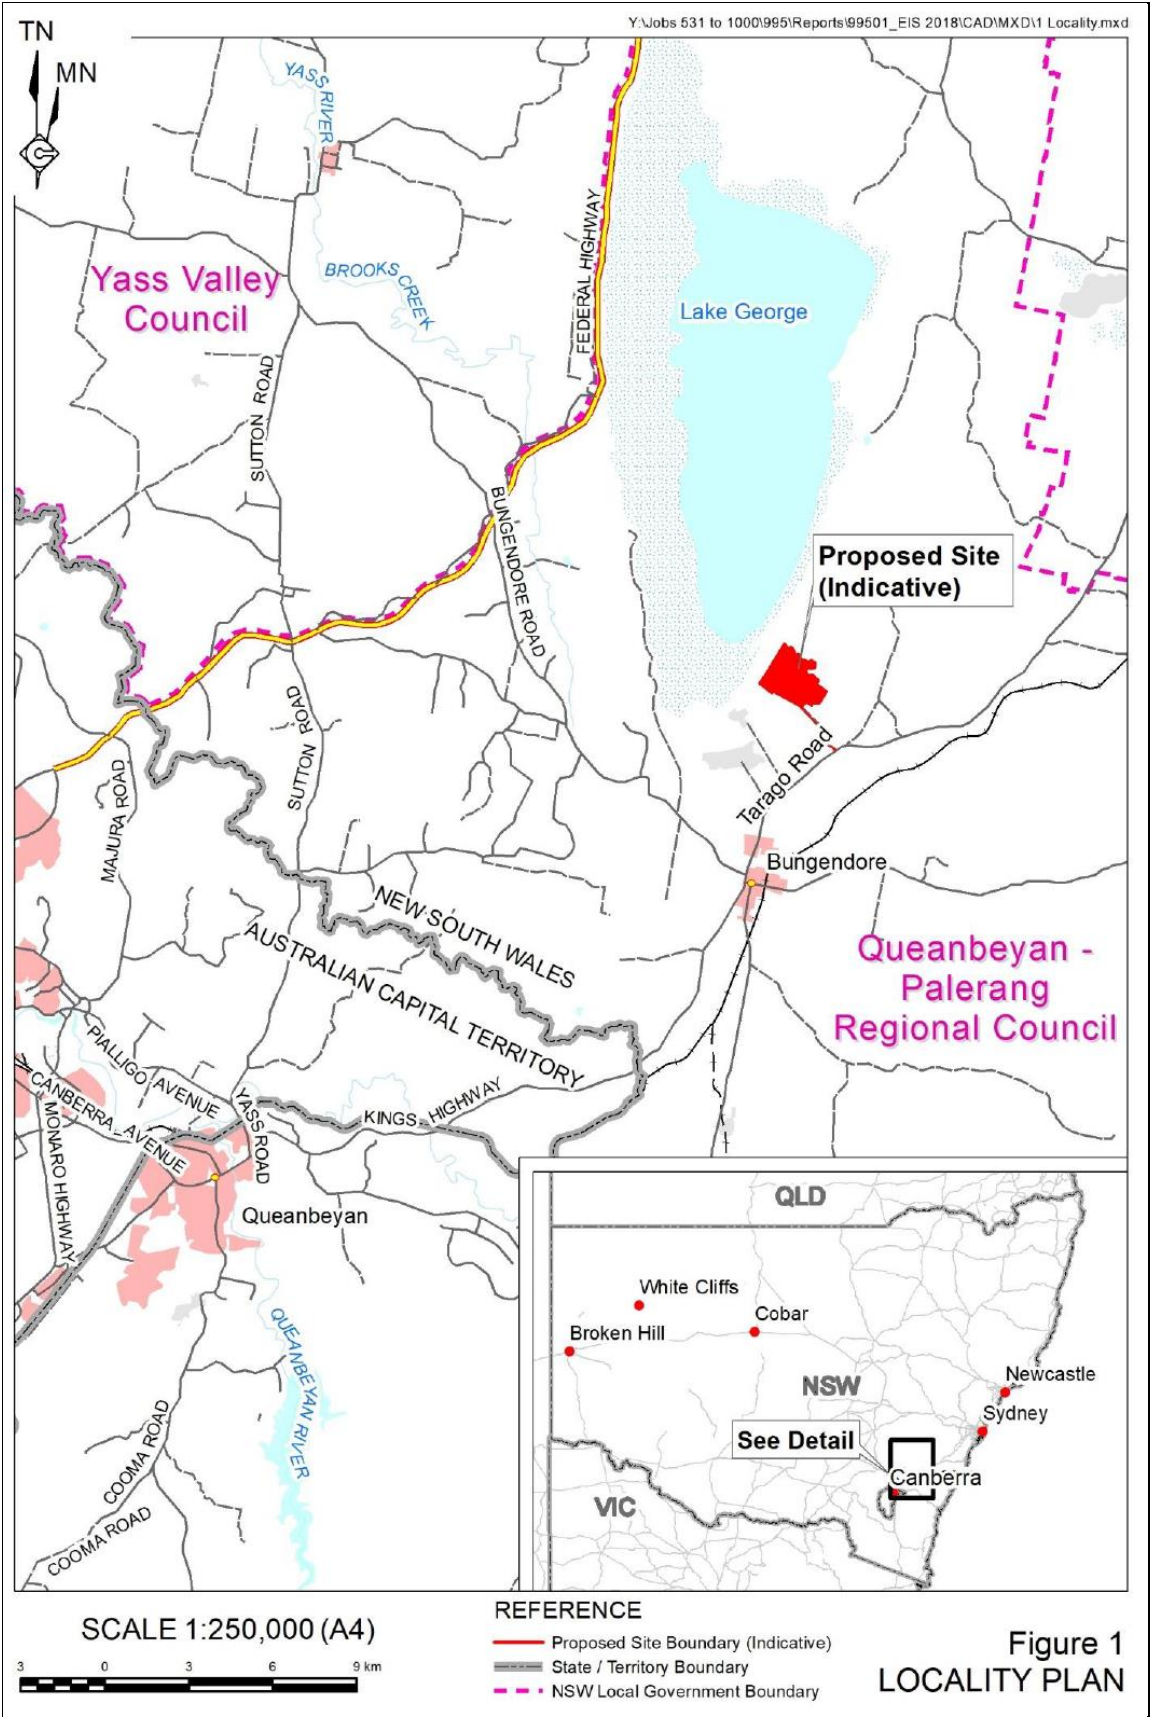 Y:\Jobs 531 to 1000\995\Reports\99501_EIS 2018\CAD\MXD\1 Locality.mxd
TN
MN
YASS RIVER
FEDERAL HIGHWAY
Yass Valley
Council
BROOKS CREEK
Lake George
SUTTON ROAD
BUNGENDORE ROAD
Proposed Site
(Indicative)
SUTTON ROAD
MAJURA ROAD
Tarago Road
Bungendore
NEW SOUTH WALES
AUSTRALIAN CAPITAL TERRITORY
Queanbeyan -
Palerang
Regional Council
PIALLIGO AVENUE
CANBERRA AVENUE
MONARO HIGHWAY
YASS ROAD
KINGS HIGHWAY
Queanbeyan
QUEANBEYAN RIVER
COOMA ROAD
COOMA ROAD
QLD
White Cliffs
Cobar
Broken Hill
NSW
Newcastle
Sydney
See Detail
Canberra
VIC
SCALE 1:250,000 (A4)
3 0 3 6 9 km
REFERENCE
Proposed Site Boundary (Indicative)
State / Territory Boundary
NSW Local Government Boundary
Figure 1
LOCALITY PLAN